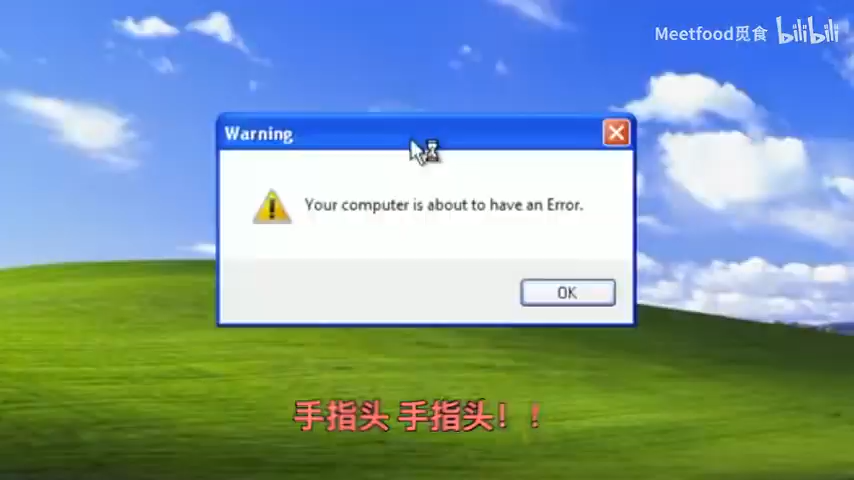 Meetfood觅食 bilibili
Warning
Your computer is about to have an Error.
OK
手指头 手指头！！